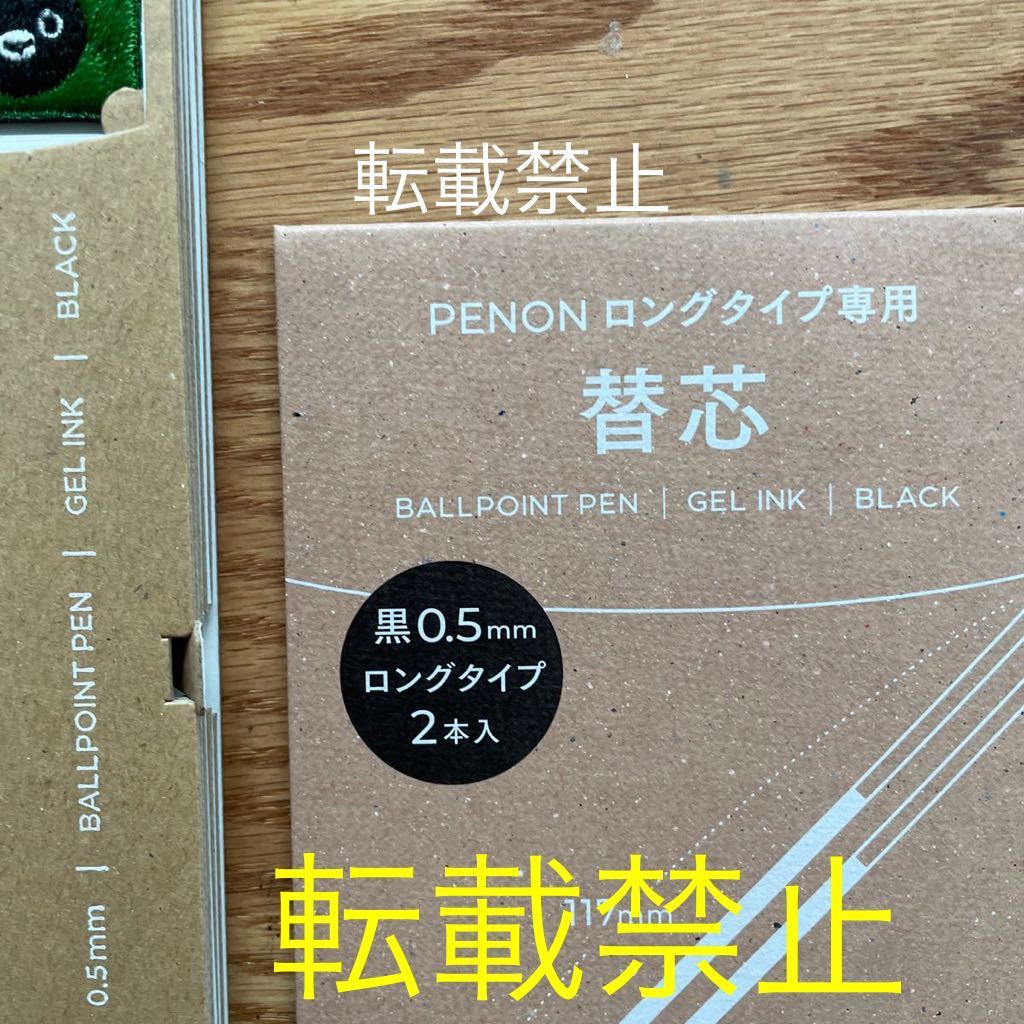 転載禁止
PENON ロングタイプ専用
替芯
BALLPOINT PEN | GEL INK | BLACK
黒0.5mm
ロングタイプ
2本入
117mm
転載禁止
0.5mm | BALLPOINT PEN | GEL INK | BLACK